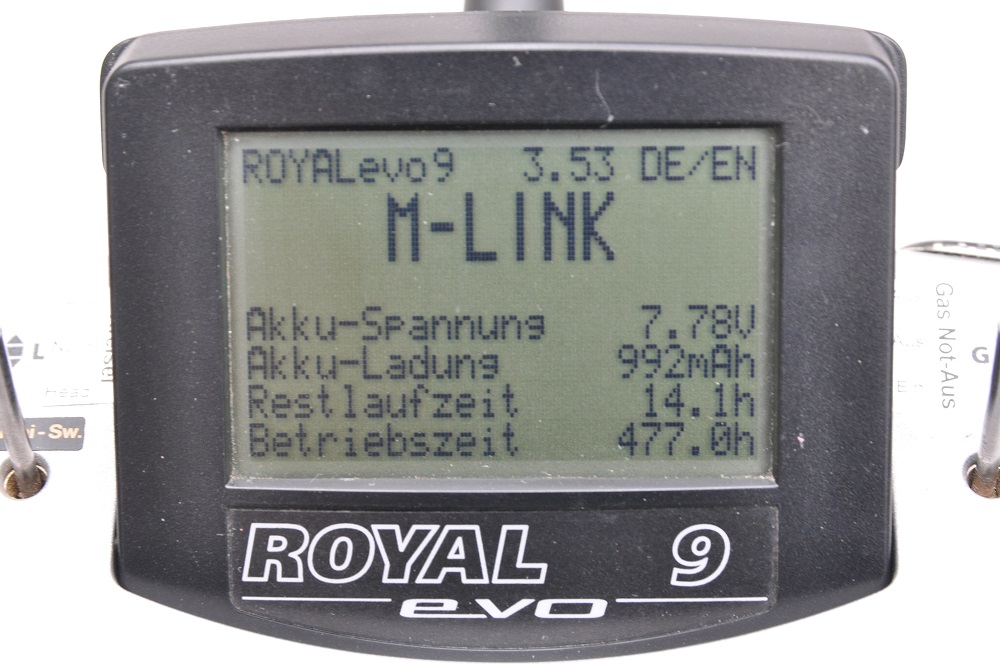 ROYALevo9 3.53 DE/EN
M-LINK
Akku-Spannung 7.78V
Akku-Ladung 992mAh
Restlaufzeit 14.1h
Betriebszeit 477.0h
L
-Sw.
Gas Not-Aus
G
ROYAL 9
evo